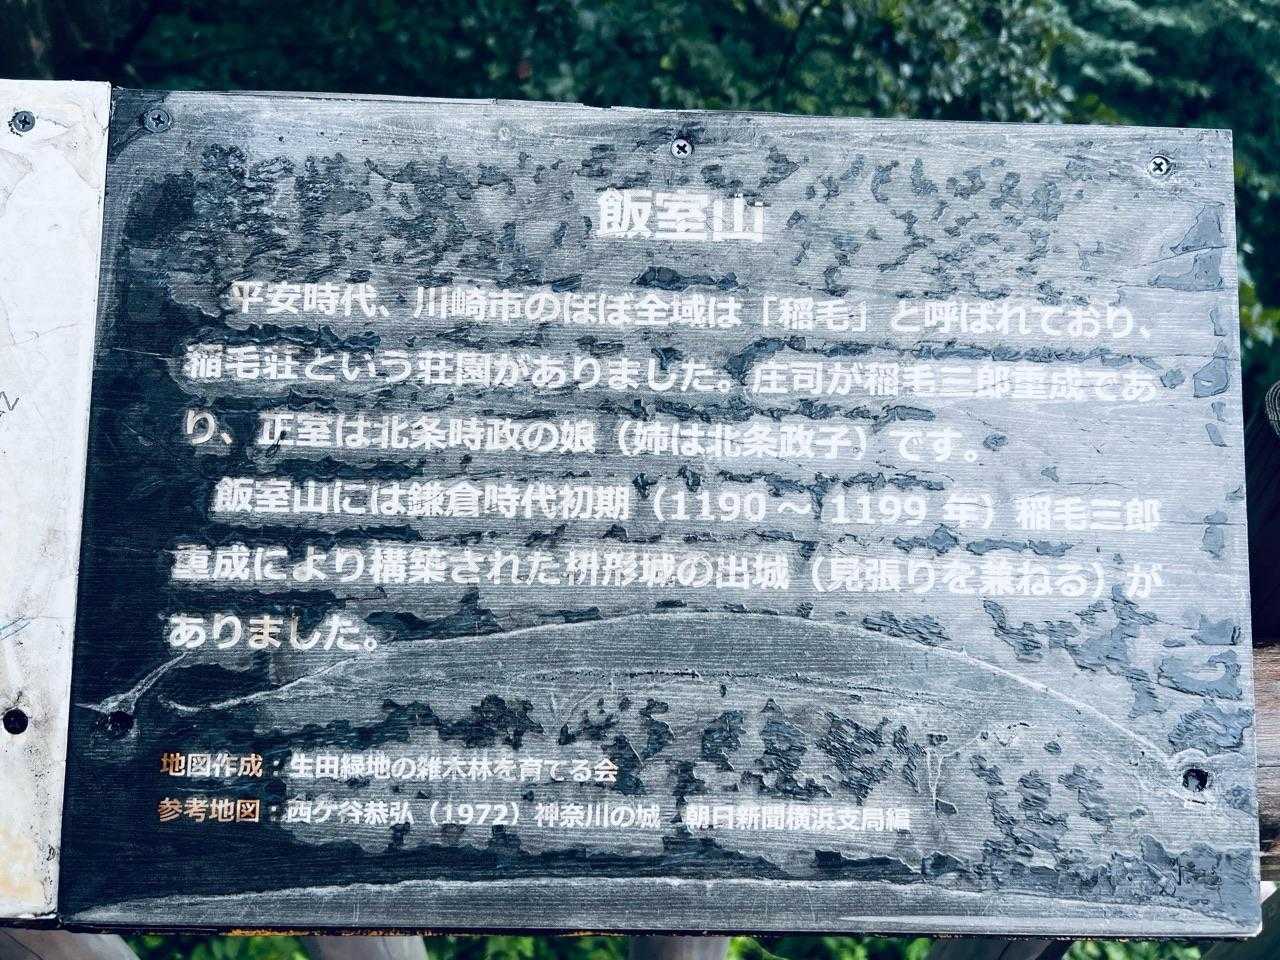 飯室山
平安時代、川崎市のほぼ全域は「稲毛」と呼ばれており、
稲毛荘という荘園がありました。庄司が稲毛三郎重成であ
り、正室は北条時政の娘（姉は北条政子）です。
飯室山には鎌倉時代初期（1190～1199年）稲毛三郎
重成により構築された枡形城の出城（見張りを兼ねる）が
ありました。
地図作成：生田緑地の雑木林を育てる会
参考地図：西ケ谷恭弘（1972）神奈川の城　朝日新聞横浜支局編